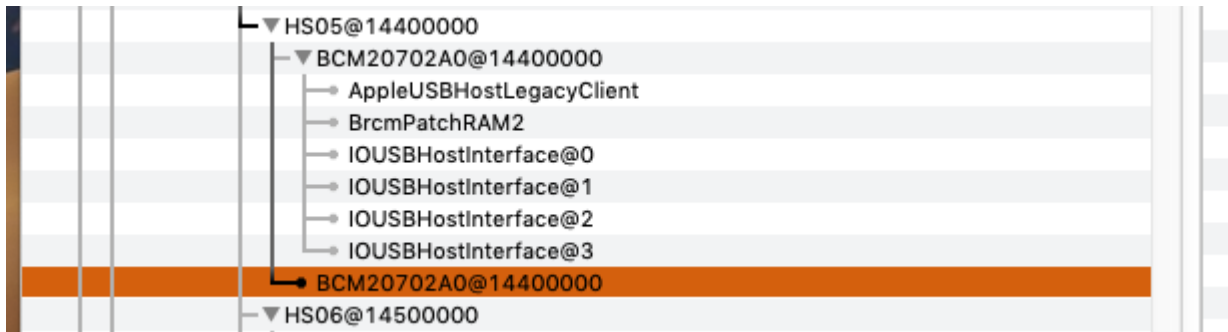 HS05@14400000
BCM20702A0@14400000
AppleUSBHostLegacyClient
BrcmPatchRAM2
IOUSBHostInterface@0
IOUSBHostInterface@1
IOUSBHostInterface@2
IOUSBHostInterface@3
BCM20702A0@14400000
HS06@14500000